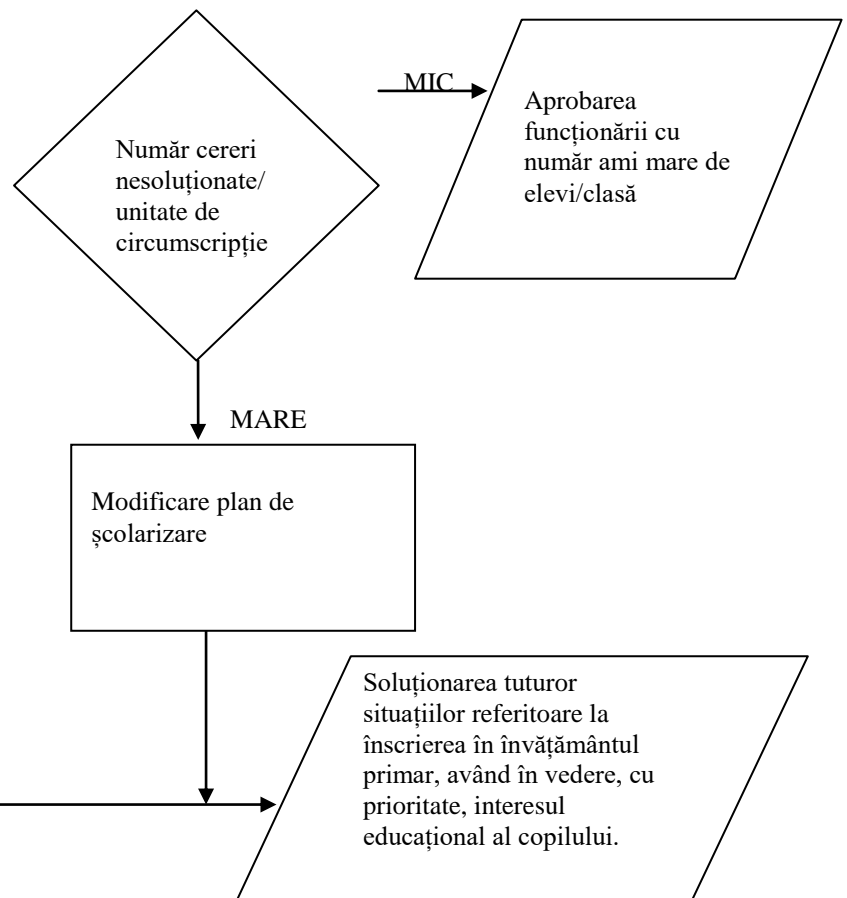 Număr cereri
nesoluționate/
unitate de
circumscripție
MIC
Aprobarea
funcționării cu
număr ami mare de
elevi/clasă
MARE
Modificare plan de
școlarizare
Soluționarea tuturor
situațiilor referitoare la
înscrierea în învățământul
primar, având în vedere, cu
prioritate, interesul
educațional al copilului.